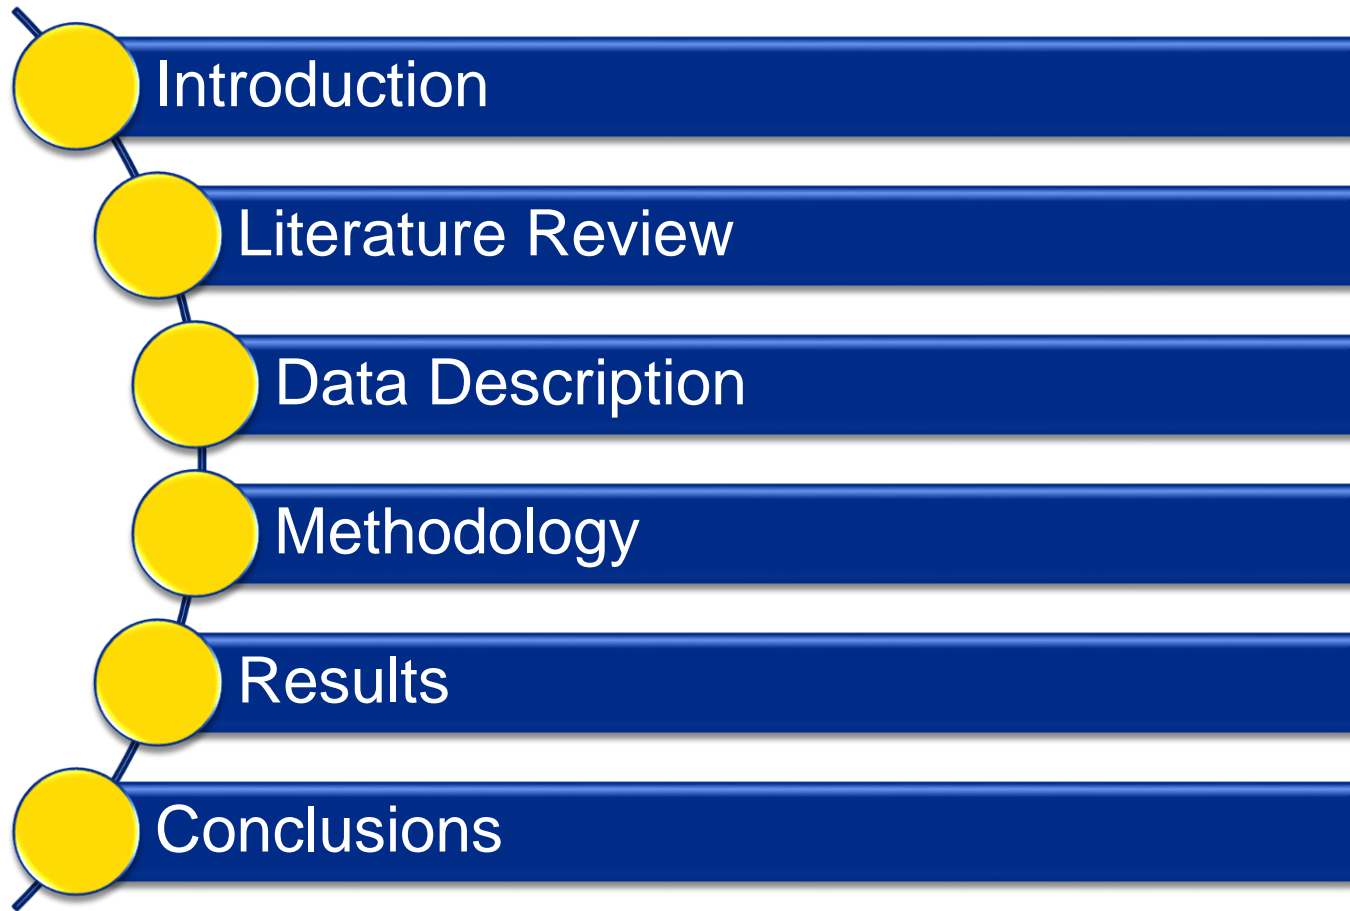 Introduction
Literature Review
Data Description
Methodology
Results
Conclusions